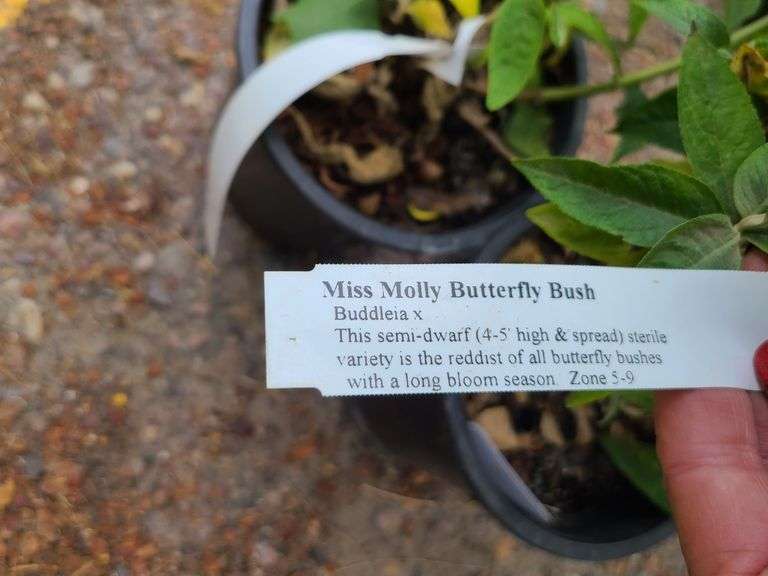 Miss Molly Butterfly Bush
Buddleia x
This semi-dwarf (4-5' high & spread) sterile
variety is the reddist of all butterfly bushes
with a long bloom season. Zone 5-9